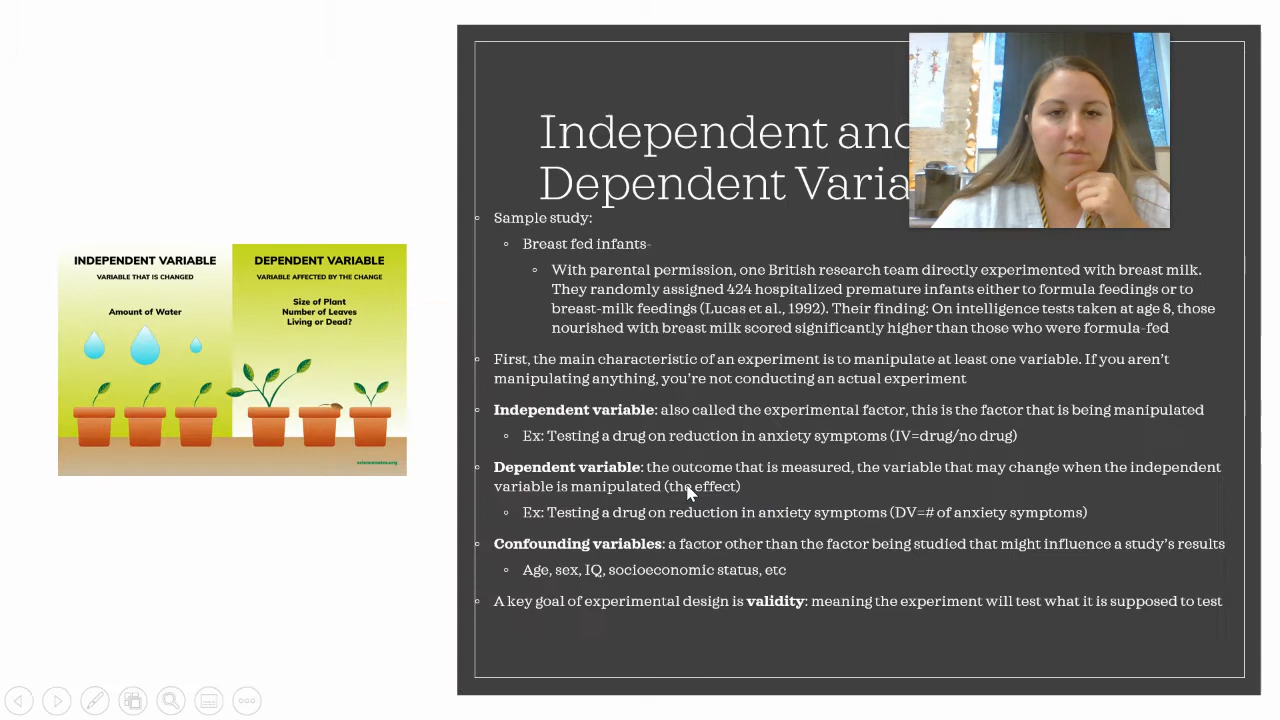 Independent and
Dependent Varia
Sample study:
Breast fed infants-
With parental permission, one British research team directly experimented with breast milk.
They randomly assigned 424 hospitalized premature infants either to formula feedings or to
breast-milk feedings (Lucas et al., 1992). Their finding: On intelligence tests taken at age 8, those
nourished with breast milk scored significantly higher than those who were formula-fed
First, the main characteristic of an experiment is to manipulate at least one variable. If you aren't
manipulating anything, you're not conducting an actual experiment
Independent variable: also called the experimental factor, this is the factor that is being manipulated
Ex: Testing a drug on reduction in anxiety symptoms (IV=drug/no drug)
Dependent variable: the outcome that is measured, the variable that may change when the independent
variable is manipulated (the effect)
Ex: Testing a drug on reduction in anxiety symptoms (DV=# of anxiety symptoms)
Confounding variables: a factor other than the factor being studied that might influence a study's results
Age, sex, IQ, socioeconomic status, etc
A key goal of experimental design is validity: meaning the experiment will test what it is supposed to test
INDEPENDENT VARIABLE
VARIABLE THAT IS CHANGED
Amount of Water
DEPENDENT VARIABLE
VARIABLE AFFECTED BY THE CHANGE
Size of Plant
Number of Leaves
Living or Dead?
sciencenotes.org